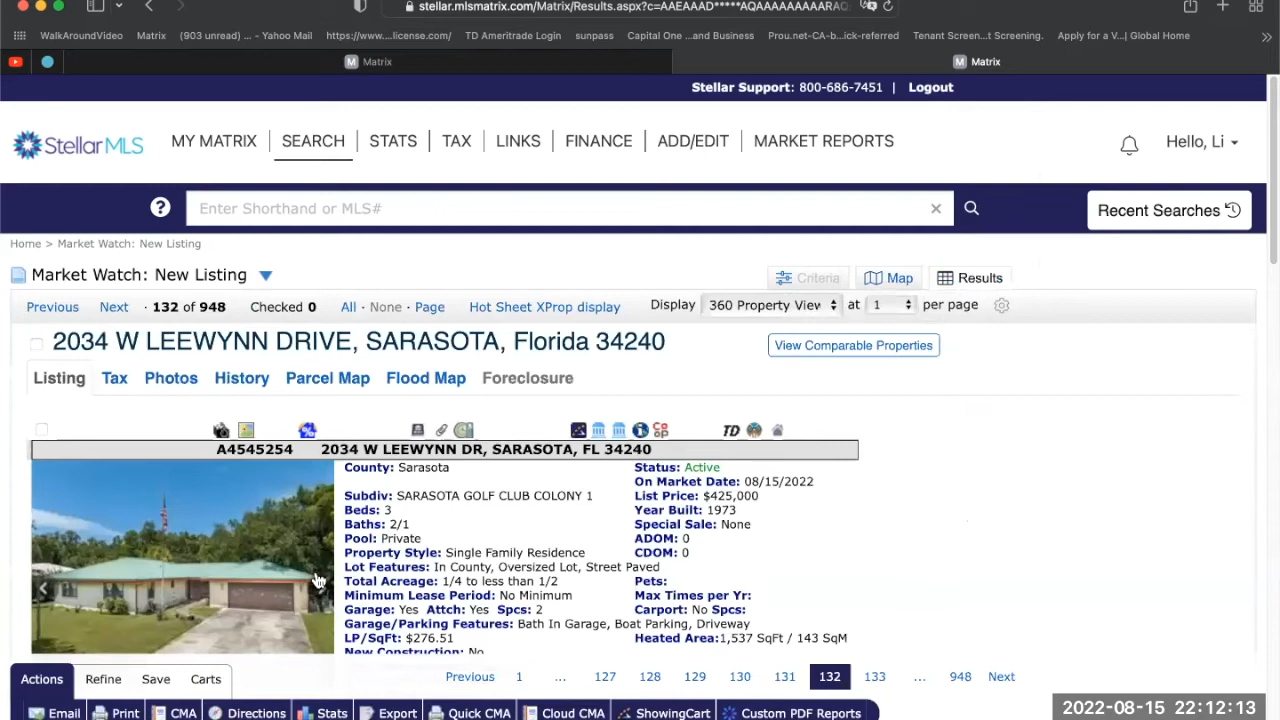 stellar.mlsmatrix.com/Matrix/Results.aspx?c=AAEAAAD*****AQAAAAAAAAARAQ
WalkAroundVideo Matrix (903 unread) ... - Yahoo Mail https://www....license.com/ TD Ameritrade Login sunpass Capital One ...and Business Prou.net-CA-b...ick-referred Tenant Screen...t Screening. Apply for a V...| Global Home
M Matrix M Matrix
Stellar Support: 800-686-7451 | Logout
StellarMLS MY MATRIX SEARCH STATS TAX LINKS FINANCE ADD/EDIT MARKET REPORTS Hello, Li
? Enter Shorthand or MLS# Recent Searches
Home > Market Watch: New Listing
Market Watch: New Listing Criteria Map Results
Previous Next · 132 of 948 Checked 0 All · None · Page Hot Sheet XProp display Display 360 Property View at 1 per page
2034 W LEEWYNN DRIVE, SARASOTA, Florida 34240 View Comparable Properties
Listing Tax Photos History Parcel Map Flood Map Foreclosure
TD
A4545254 2034 W LEEWYNN DR, SARASOTA, FL 34240
County: Sarasota Status: Active
On Market Date: 08/15/2022
Subdiv: SARASOTA GOLF CLUB COLONY 1 List Price: $425,000
Beds: 3 Year Built: 1973
Baths: 2/1 Special Sale: None
Pool: Private ADOM: 0
Property Style: Single Family Residence CDOM: 0
Lot Features: In County, Oversized Lot, Street Paved
Total Acreage: 1/4 to less than 1/2 Pets:
Minimum Lease Period: No Minimum Max Times per Yr:
Garage: Yes Attch: Yes Spcs: 2 Carport: No Spcs:
Garage/Parking Features: Bath In Garage, Boat Parking, Driveway
LP/SqFt: $276.51 Heated Area:1,537 SqFt / 143 SqM
New Construction: No
Actions Refine Save Carts Previous 1 ... 127 128 129 130 131 132 133 ... 948 Next
Email Print CMA Directions Stats Export Quick CMA Cloud CMA ShowingCart Custom PDF Reports
2022-08-15 22:12:13